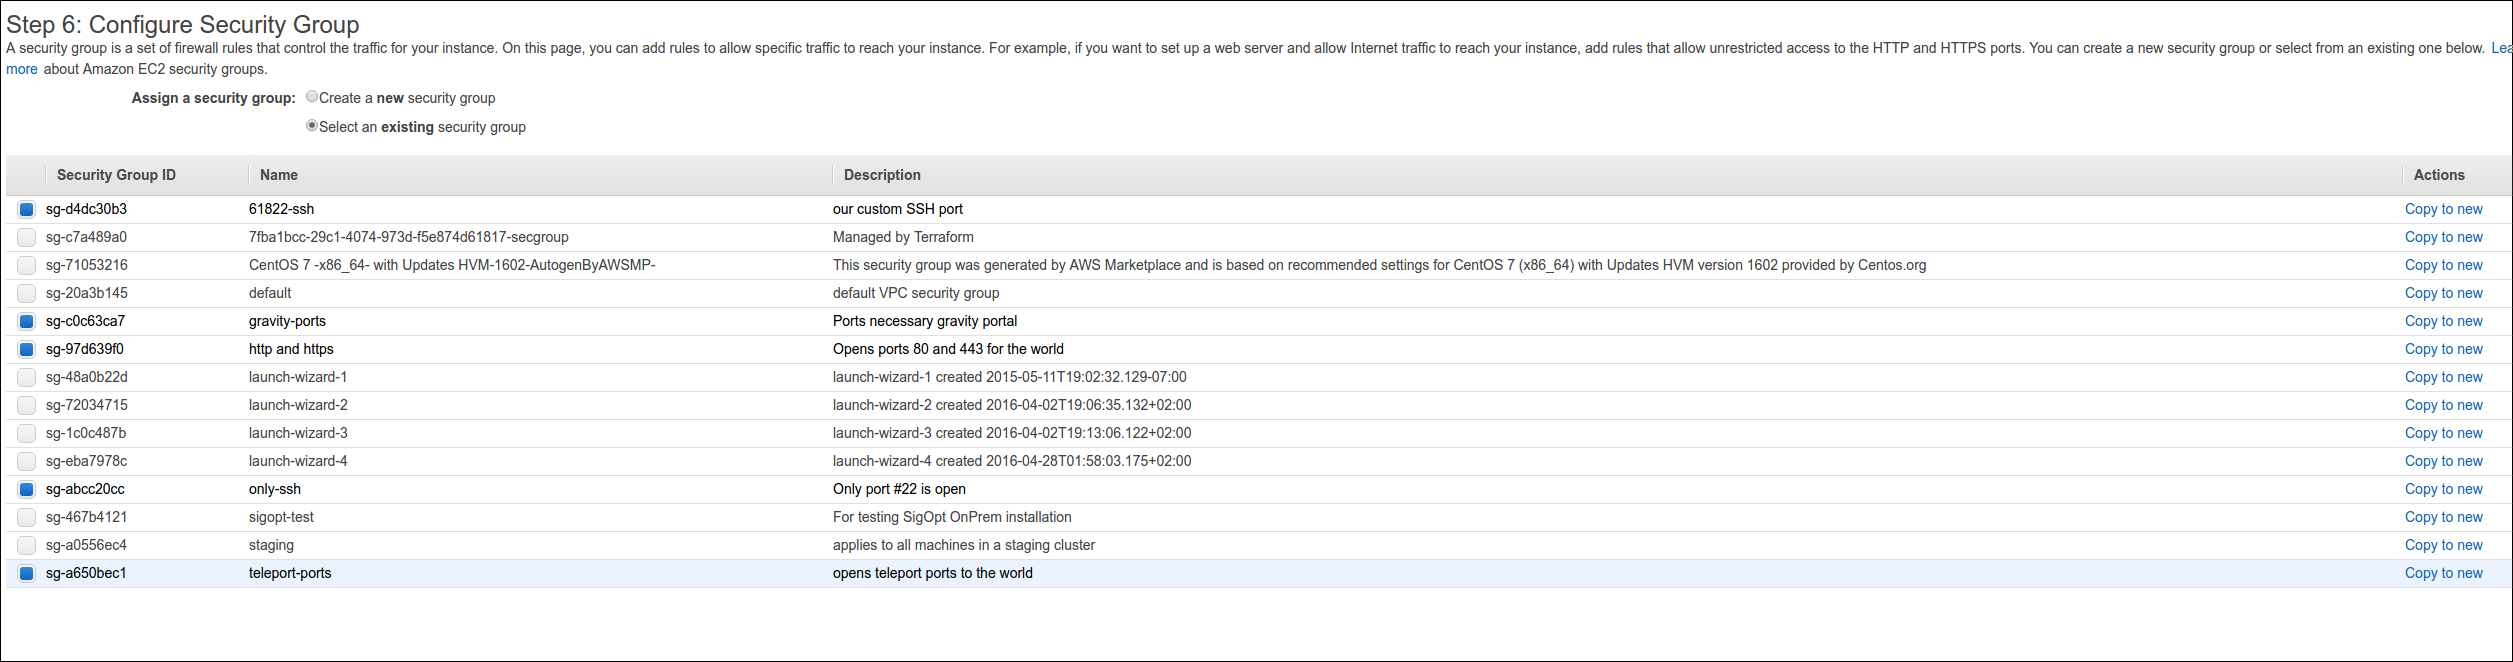 Step 6: Configure Security Group
A security group is a set of firewall rules that control the traffic for your instance. On this page, you can add rules to allow specific traffic to reach your instance. For example, if you want to set up a web server and allow Internet traffic to reach your instance, add rules that allow unrestricted access to the HTTP and HTTPS ports. You can create a new security group or select from an existing one below. Lea
more about Amazon EC2 security groups.
Assign a security group: Create a new security group
Select an existing security group
Security Group ID Name Description Actions
sg-d4dc30b3 61822-ssh our custom SSH port Copy to new
sg-c7a489a0 7fba1bcc-29c1-4074-973d-f5e874d61817-secgroup Managed by Terraform Copy to new
sg-71053216 CentOS 7 -x86_64- with Updates HVM-1602-AutogenByAWSMP- This security group was generated by AWS Marketplace and is based on recommended settings for CentOS 7 (x86_64) with Updates HVM version 1602 provided by Centos.org Copy to new
sg-20a3b145 default default VPC security group Copy to new
sg-c0c63ca7 gravity-ports Ports necessary gravity portal Copy to new
sg-97d639f0 http and https Opens ports 80 and 443 for the world Copy to new
sg-48a0b22d launch-wizard-1 launch-wizard-1 created 2015-05-11T19:02:32.129-07:00 Copy to new
sg-72034715 launch-wizard-2 launch-wizard-2 created 2016-04-02T19:06:35.132+02:00 Copy to new
sg-1c0c487b launch-wizard-3 launch-wizard-3 created 2016-04-02T19:13:06.122+02:00 Copy to new
sg-eba7978c launch-wizard-4 launch-wizard-4 created 2016-04-28T01:58:03.175+02:00 Copy to new
sg-abcc20cc only-ssh Only port #22 is open Copy to new
sg-467b4121 sigopt-test For testing SigOpt OnPrem installation Copy to new
sg-a0556ec4 staging applies to all machines in a staging cluster Copy to new
sg-a650bec1 teleport-ports opens teleport ports to the world Copy to new